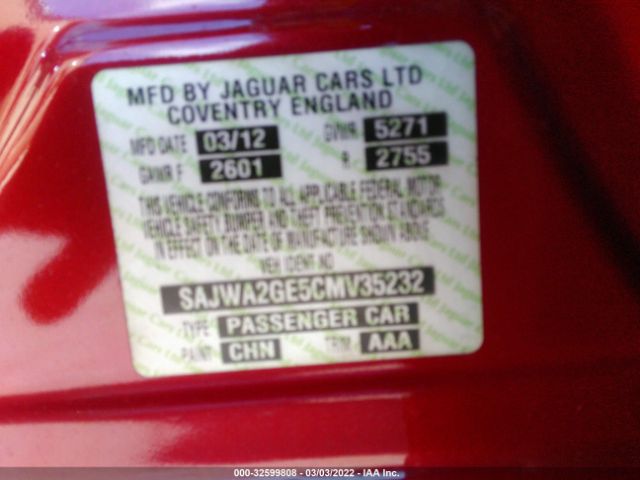 MFD BY JAGUAR CARS LTD
COVENTRY ENGLAND
MFD DATE 03/12 GVWR 5271
GAWR F 2601 R 2755
THIS VEHICLE CONFORMS TO ALL APPLICABLE FEDERAL MOTOR
VEHICLE SAFETY BUMPER AND THEFT PREVENTION STANDARDS
IN EFFECT ON THE DATE OF MANUFACTURE SHOWN ABOVE
VEH IDENT NO
SAJWA2GE5CMV35232
TYPE PASSENGER CAR
PAINT CHN TRIM AAA
000-32599808 - 03/03/2022 - IAA Inc.